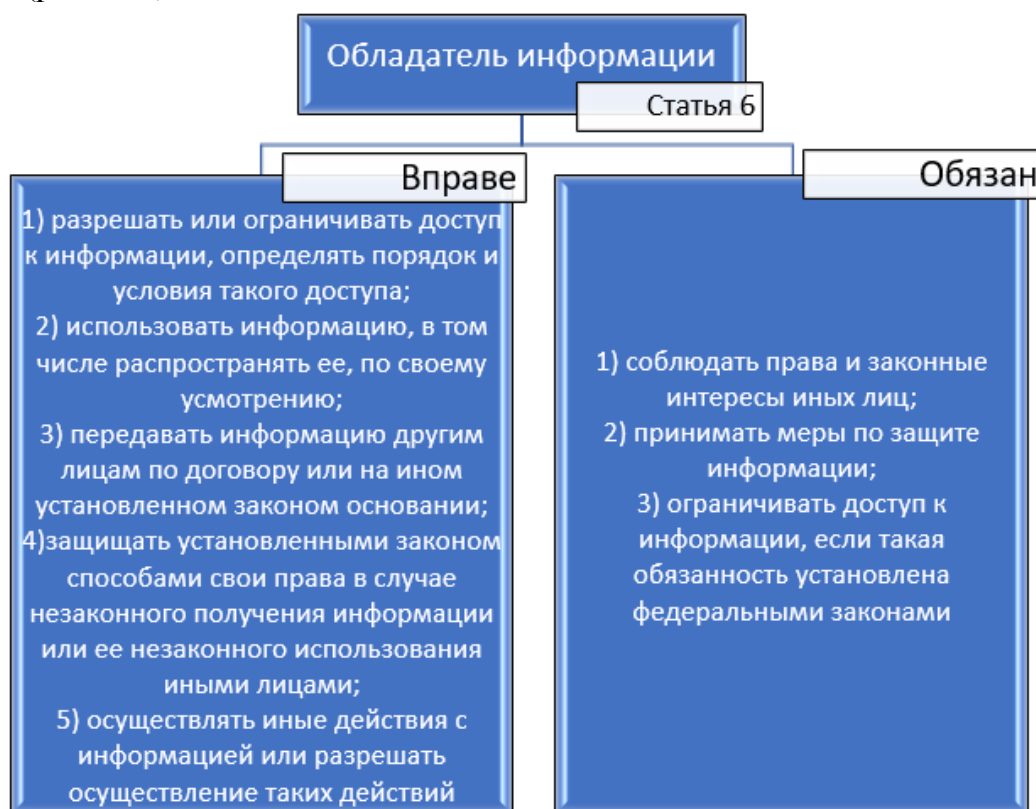 Обладатель информации
Статья 6
Вправе
1) разрешать или ограничивать доступ
к информации, определять порядок и
условия такого доступа;
2) использовать информацию, в том
числе распространять ее, по своему
усмотрению;
3) передавать информацию другим
лицам по договору или на ином
установленном законом основании;
4)защищать установленными законом
способами свои права в случае
незаконного получения информации
или ее незаконного использования
иными лицами;
5) осуществлять иные действия с
информацией или разрешать
осуществление таких действий
Обязан
1) соблюдать права и законные
интересы иных лиц;
2) принимать меры по защите
информации;
3) ограничивать доступ к
информации, если такая
обязанность установлена
федеральными законами